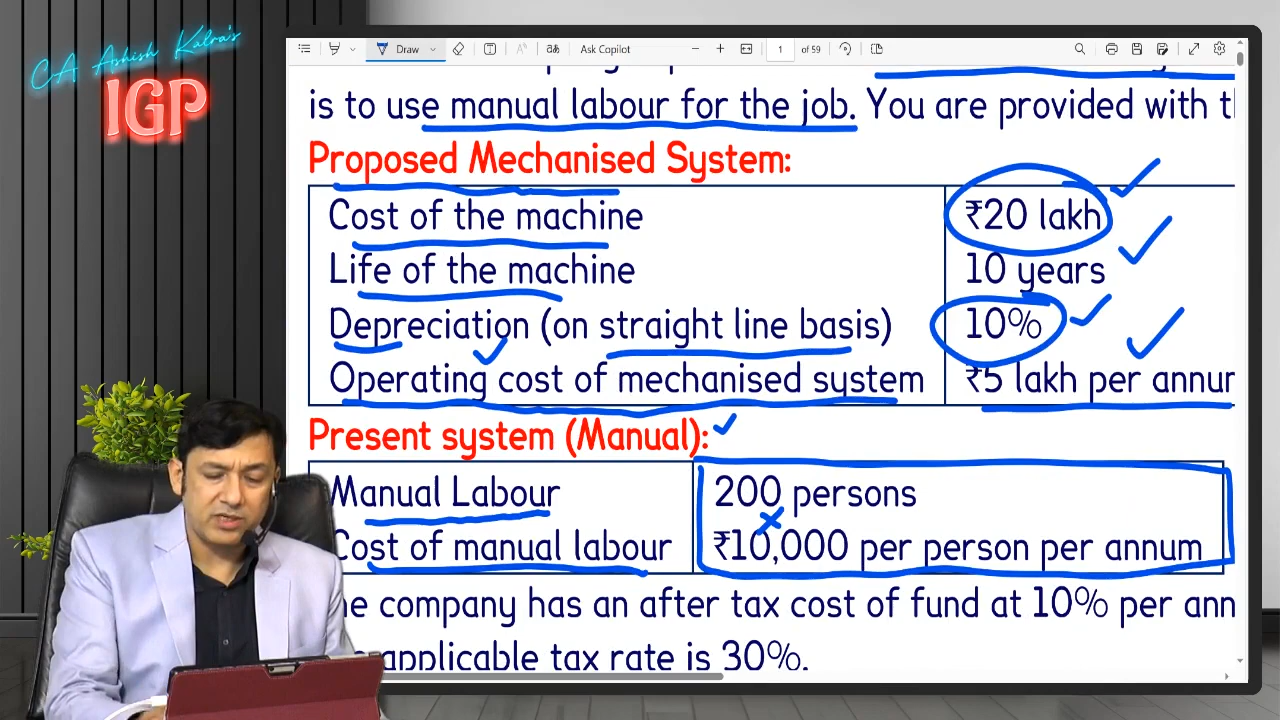 CA Ashish Kalra's
IGP
Draw
Ask Copilot
1 of 59
is to use manual labour for the job. You are provided with th
Proposed Mechanised System:
Cost of the machine ₹20 lakh
Life of the machine 10 years
Depreciation (on straight line basis) 10%
Operating cost of mechanised system ₹5 lakh per annum
Present system (Manual):
Manual Labour 200 persons
Cost of manual labour ₹10,000 per person per annum
he company has an after tax cost of fund at 10% per ann
applicable tax rate is 30%.